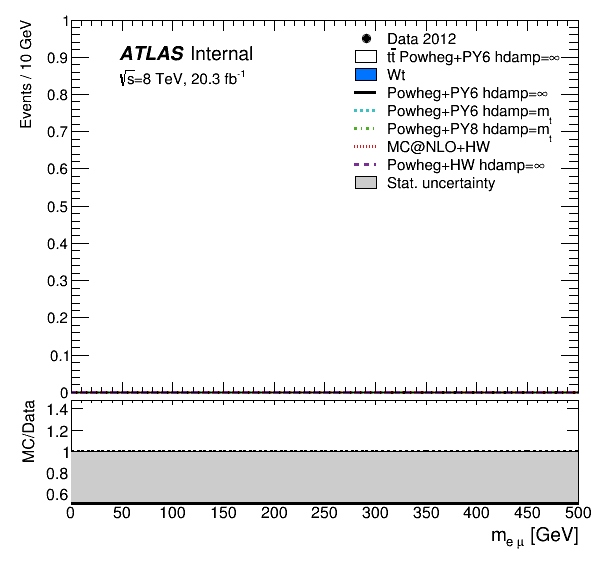 Events / 10 GeV
1
0.9
0.8
0.7
0.6
0.5
0.4
0.3
0.2
0.1
0
ATLAS Internal
√s=8 TeV, 20.3 fb⁻¹
Data 2012
tt̄ Powheg+PY6 hdamp=∞
Wt
Powheg+PY6 hdamp=∞
Powheg+PY6 hdamp=mₜ
Powheg+PY8 hdamp=mₜ
MC@NLO+HW
Powheg+HW hdamp=∞
Stat. uncertainty
MC/Data
1.4
1.2
1
0.8
0.6
0 50 100 150 200 250 300 350 400 450 500
m_{e μ} [GeV]